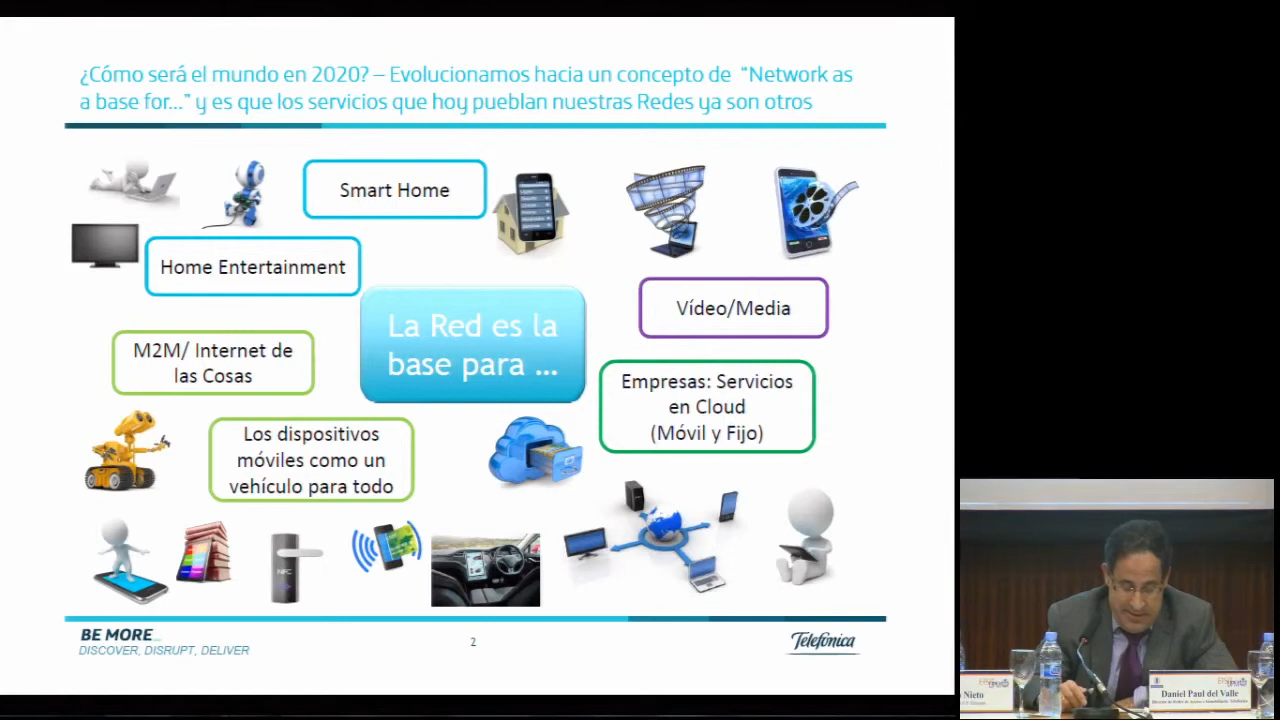 ¿Cómo será el mundo en 2020? – Evolucionamos hacia un concepto de "Network as
a base for..." y es que los servicios que hoy pueblan nuestras Redes ya son otros
Smart Home
Home Entertainment
Vídeo/Media
La Red es la
base para ...
M2M/ Internet de
las Cosas
Empresas: Servicios
en Cloud
(Móvil y Fijo)
Los dispositivos
móviles como un
vehículo para todo
NFC
BE MORE_
DISCOVER, DISRUPT, DELIVER
2
Telefónica
Nieto
Daniel Paul del Valle